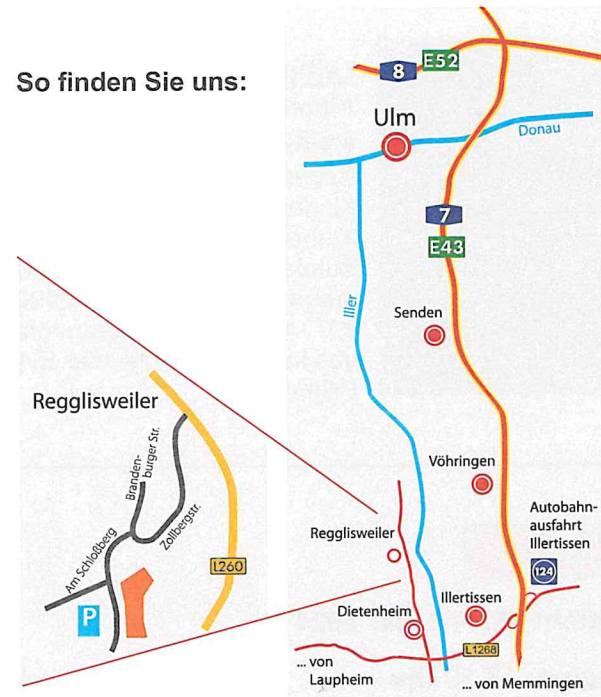 So finden Sie uns:
8
E52
Ulm
Donau
7
E43
Iller
Senden
Regglisweiler
Branden-
burger Str.
Zollbergstr.
Am Schloßberg
L260
P
Vöhringen
Autobahn-
ausfahrt
Illertissen
124
Regglisweiler
Dietenheim
Illertissen
L1268
... von
Laupheim
... von Memmingen